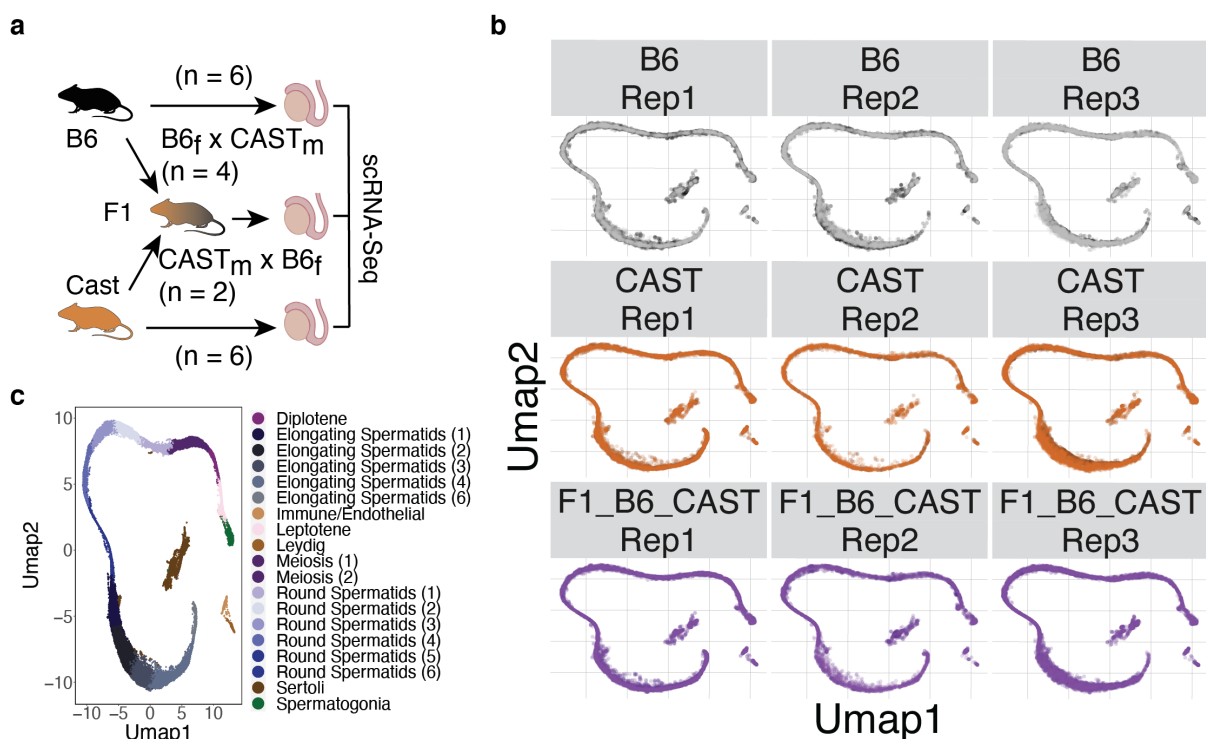 a
(n = 6)
B6
B6f x CASTm
(n = 4)
F1
CASTm x B6f
Cast
(n = 2)
(n = 6)
scRNA-Seq
b
B6
Rep1
B6
Rep2
B6
Rep3
CAST
Rep1
CAST
Rep2
CAST
Rep3
F1_B6_CAST
Rep1
F1_B6_CAST
Rep2
F1_B6_CAST
Rep3
Umap2
Umap1
c
10
5
0
−5
−10
Umap2
−10 −5 0 5 10
Umap1
Diplotene
Elongating Spermatids (1)
Elongating Spermatids (2)
Elongating Spermatids (3)
Elongating Spermatids (4)
Elongating Spermatids (6)
Immune/Endothelial
Leptotene
Leydig
Meiosis (1)
Meiosis (2)
Round Spermatids (1)
Round Spermatids (2)
Round Spermatids (3)
Round Spermatids (4)
Round Spermatids (5)
Round Spermatids (6)
Sertoli
Spermatogonia